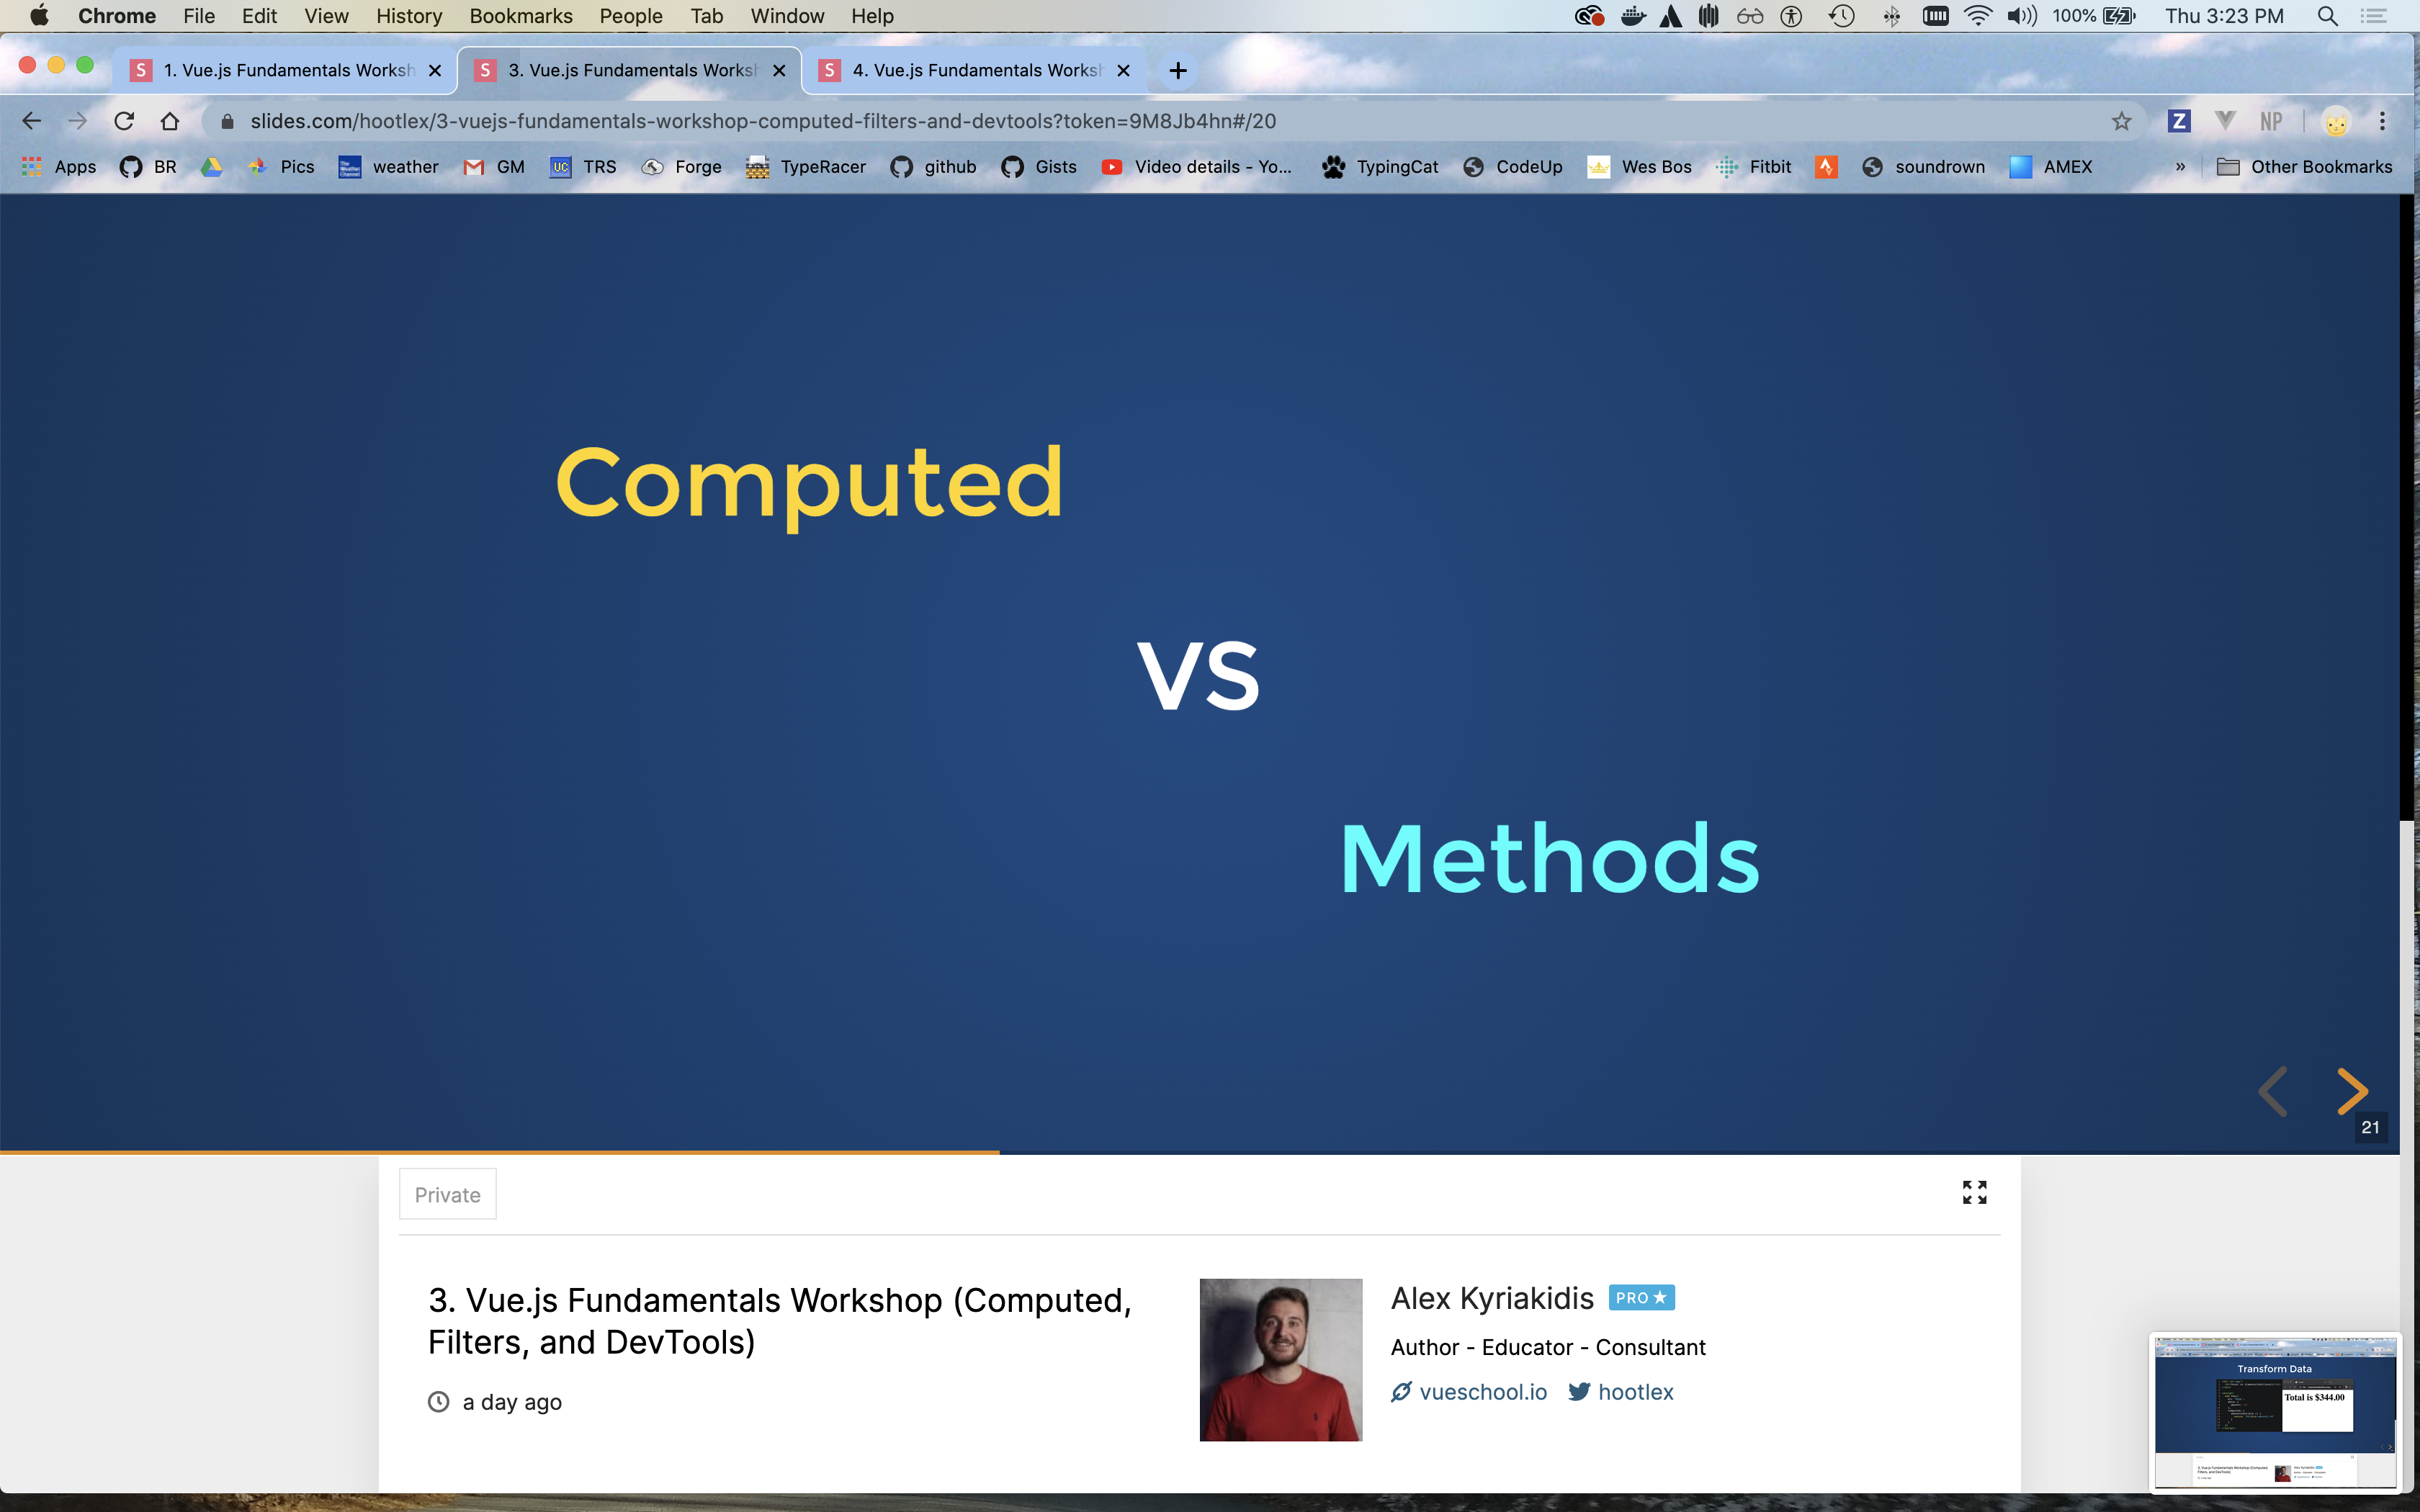 Chrome File Edit View History Bookmarks People Tab Window Help 100% Thu 3:23 PM
S 1. Vue.js Fundamentals Worksh S 3. Vue.js Fundamentals Works S 4. Vue.js Fundamentals Works
slides.com/hootlex/3-vuejs-fundamentals-workshop-computed-filters-and-devtools?token=9M8Jb4hn#/20 Z NP
Apps BR Pics weather GM UC TRS Forge TypeRacer github Gists Video details - Yo... TypingCat CodeUp Wes Bos Fitbit soundrown AMEX » Other Bookmarks
Computed
vs
Methods
21
Private
3. Vue.js Fundamentals Workshop (Computed,
Filters, and DevTools)
a day ago
Alex Kyriakidis PRO
Author - Educator - Consultant
vueschool.io hootlex
Transform Data
Total is $344.00